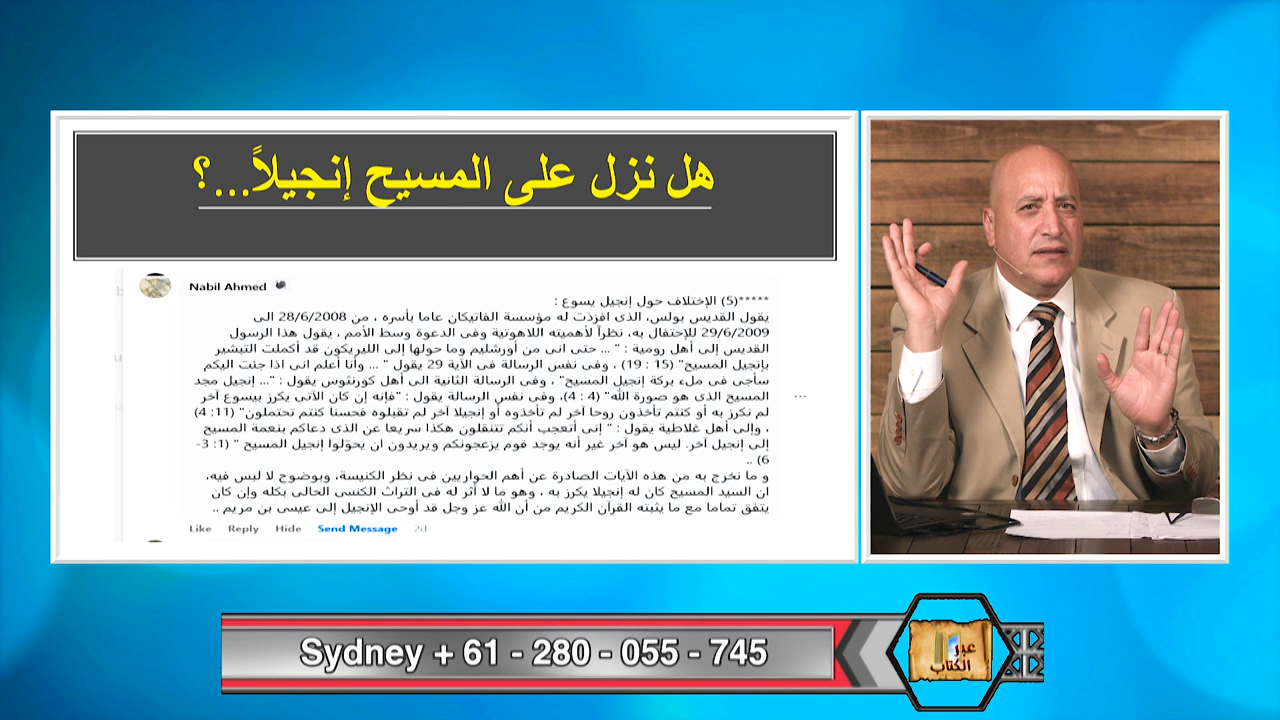 هل نزل على المسيح إنجيلاً...؟
Nabil Ahmed
*****(5) الإختلاف حول إنجيل يسوع :
يقول القديس بولس، الذى افرذت له مؤسسة الفاتيكان عاما بأسره ، من 28/6/2008 الى
29/6/2009 للإحتفال به، نظرآ لأهميته اللاهوتية وفى الدعوة وسط الأمم ، يقول هذا الرسول
القديس إلى أهل رومية : " ... حتى انى من أورشليم وما حولها إلى الليريكون قد أكملت التبشير
بإنجيل المسيح" (15 : 19) ، وفى نفس الرسالة فى الآية 29 يقول " ... وأنا أعلم انى اذا جئت اليكم
سأجى فى ملء بركة إنجيل المسيح" ، وفى الرسالة الثانية الى أهل كورنثوس يقول : "... إنجيل مجد
المسيح الذى هو صورة الله" (4 : 4)، وفى نفس الرسالة يقول : "فإنه إن كان الآتى يكرز بيسوع آخر
لم نكرز به أو كنتم تأخذون روحا آخر لم تأخذوه أو إنجيلا آخر لم تقبلوه فحسنا كنتم تحتملون" (11: 4)
، وإلى أهل غلاطية يقول : " إنى أتعجب أنكم تتنقلون هكذا سريعا عن الذى دعاكم بنعمة المسيح
إلى إنجيل آخر. ليس هو آخر غير أنه يوجد قوم يزعجونكم ويريدون ان يحوّلوا إنجيل المسيح " (1: 3-
6) ..
و ما نخرج به من هذه الآيات الصادرة عن أهم الحواريين فى نظر الكنيسة، وبوضوح لا لبس فيه،
ان السيد المسيح كان له إنجيلا يكرز به ، وهو ما لا أثر له فى التراث الكنسى الحالى بكله وإن كان
يتفق تماما مع ما يثبته القرآن الكريم من أن الله عز وجل قد أوحى الإنجيل إلى عيسى بن مريم ..
Like Reply Hide Send Message 2d
Sydney + 61 - 280 - 055 - 745
عبر
الكتاب